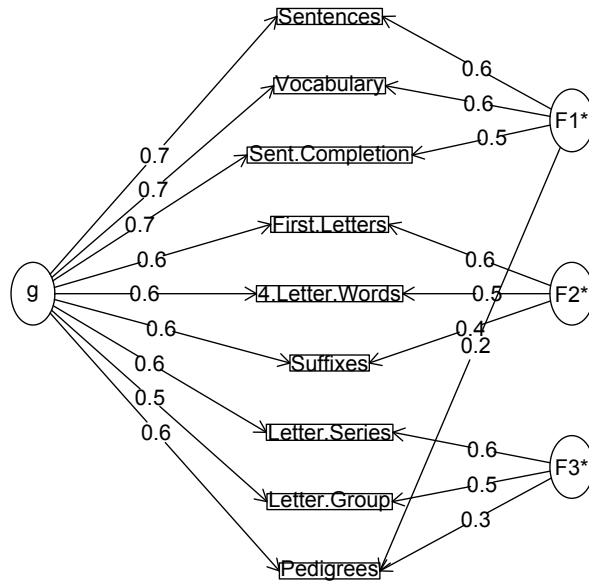 Sentences
0.6
Vocabulary
0.6
F1*
0.7
Sent.Completion
0.5
0.7
0.7
First.Letters
0.6
0.6
g
0.6
4.Letter.Words
0.5
F2*
0.6
0.4
0.2
Suffixes
0.6
Letter.Series
0.6
0.5
F3*
0.6
Letter.Group
0.5
0.3
Pedigrees